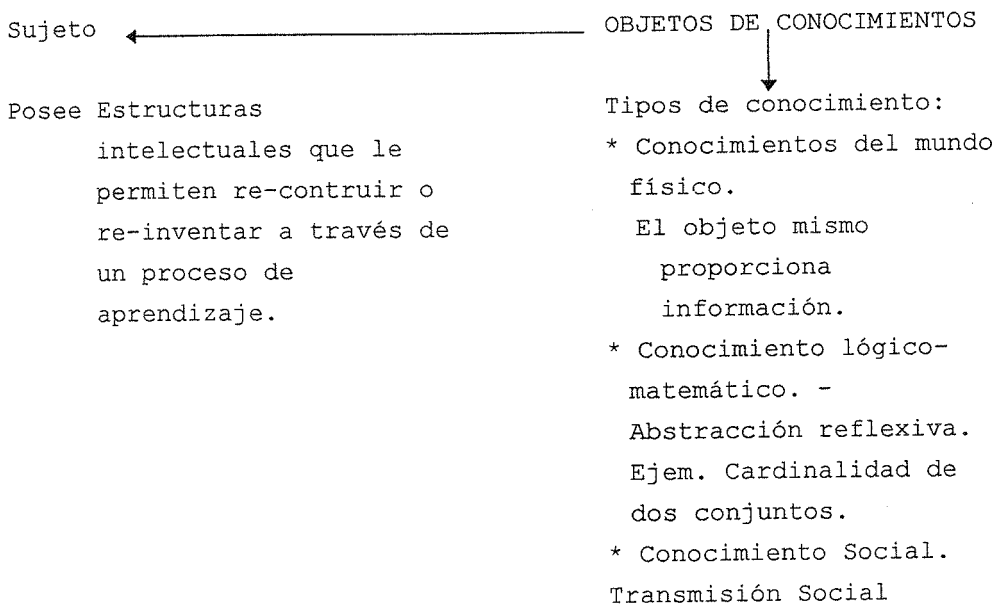 Sujeto
Posee Estructuras
intelectuales que le
permiten re-contruir o
re-inventar a través de
un proceso de
aprendizaje.
OBJETOS DE CONOCIMIENTOS
Tipos de conocimiento:
* Conocimientos del mundo
físico.
El objeto mismo
proporciona
información.
* Conocimiento lógico-
matemático. -
Abstracción reflexiva.
Ejem. Cardinalidad de
dos conjuntos.
* Conocimiento Social.
Transmisión Social